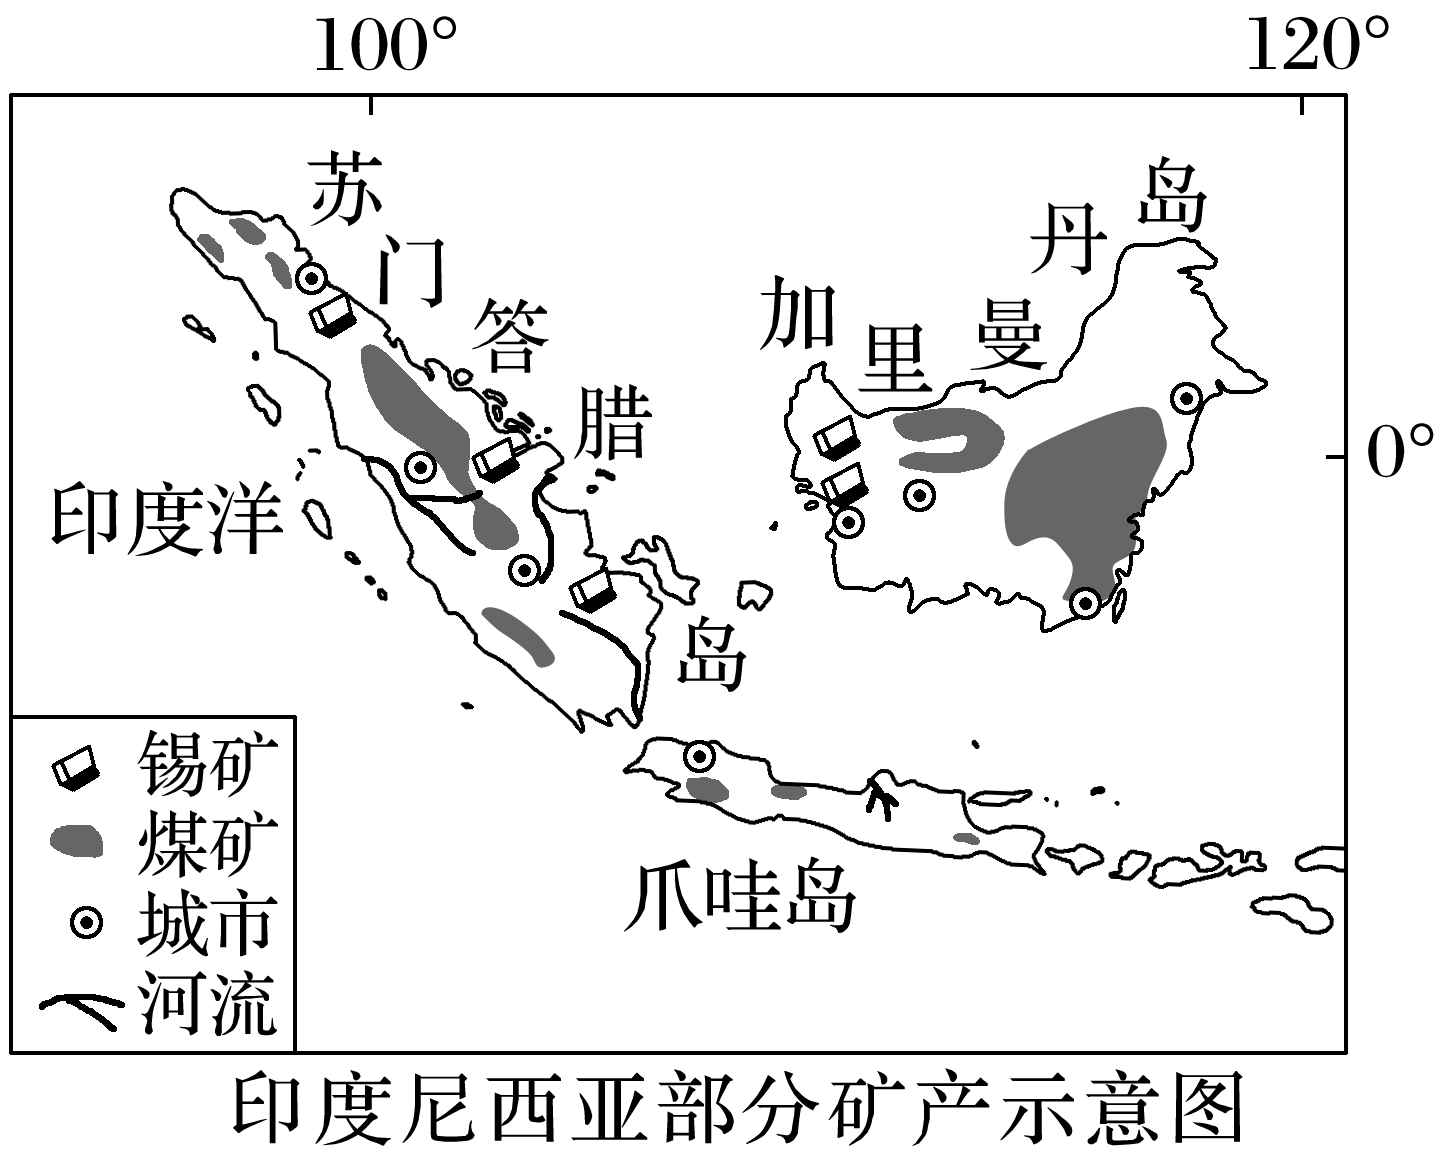 100° 120°
苏门答腊岛
加里曼丹岛
0°
印度洋
爪哇岛
锡矿
煤矿
城市
河流
印度尼西亚部分矿产示意图